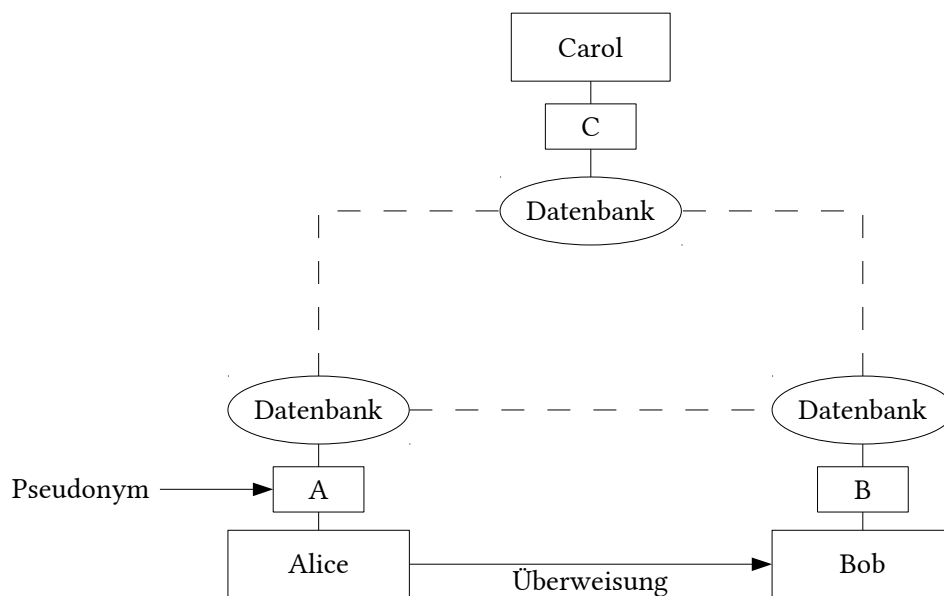 Carol
C
Datenbank
Datenbank
Datenbank
Pseudonym
A
B
Alice
Überweisung
Bob